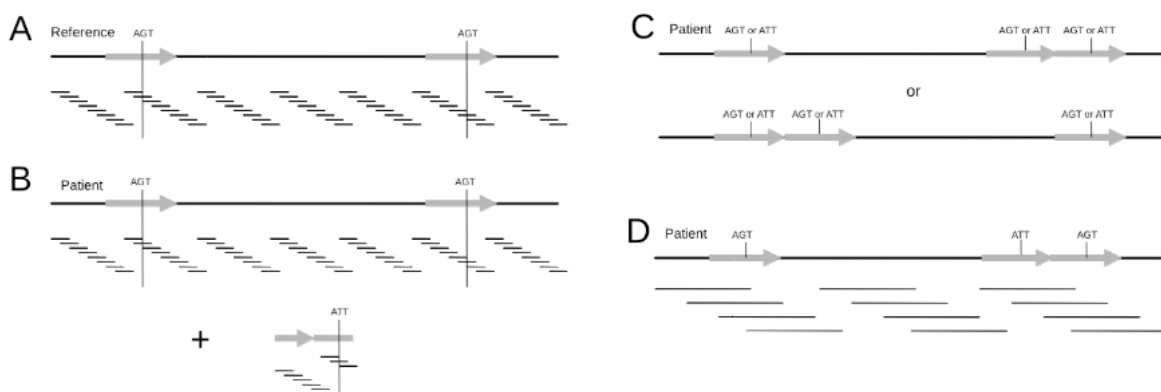 A
Reference
AGT
AGT
B
Patient
AGT
AGT
+
ATT
C
Patient
AGT or ATT
AGT or ATT
AGT or ATT
or
AGT or ATT
AGT or ATT
AGT or ATT
D
Patient
AGT
ATT
AGT